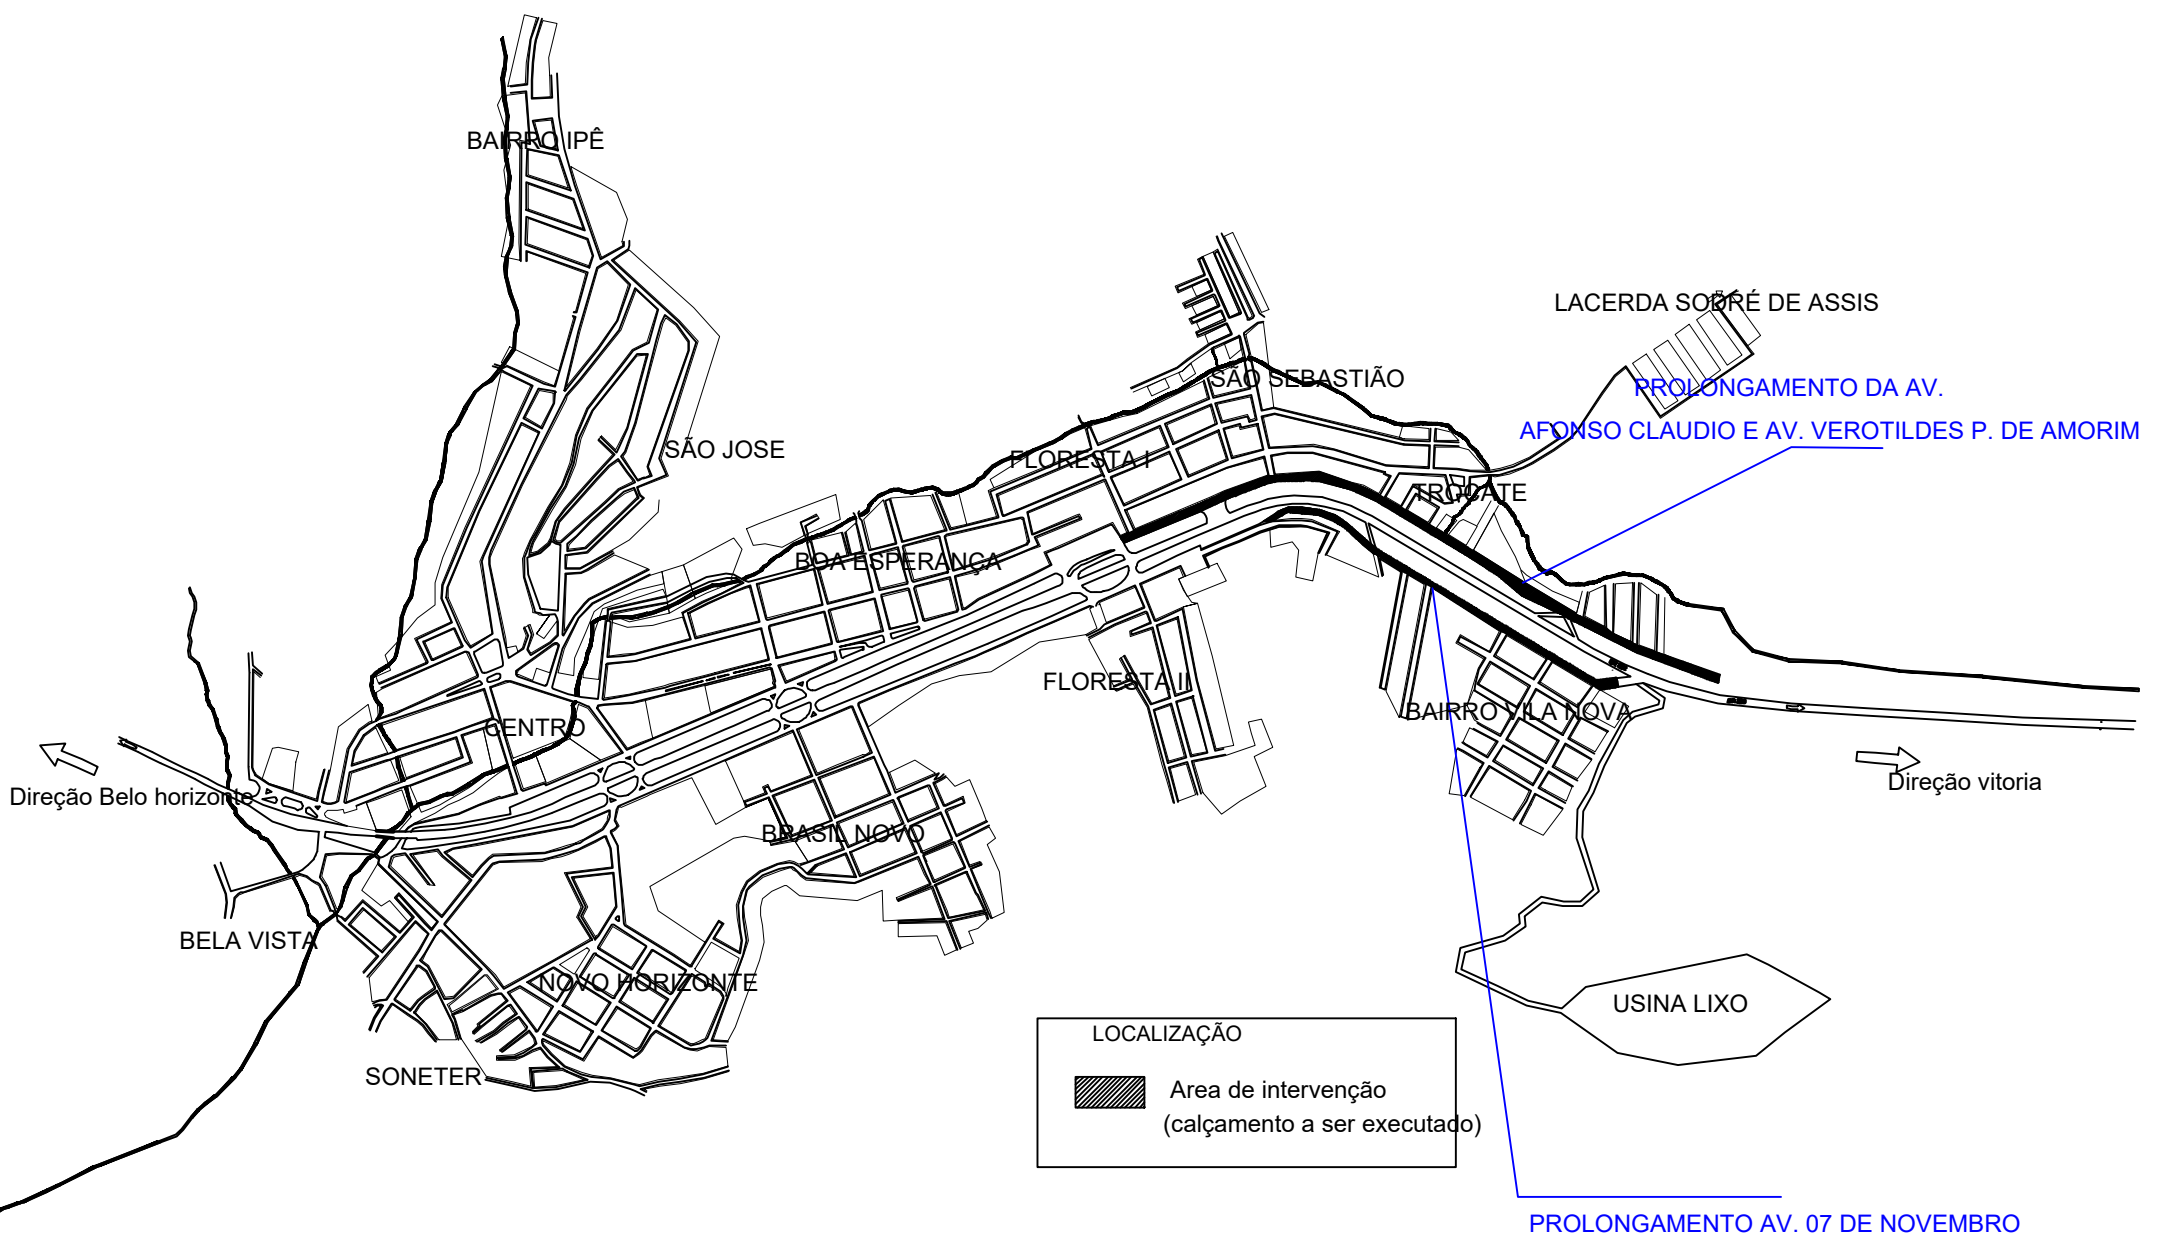 BAIRRO IPÊ
LACERDA SODRÉ DE ASSIS
SÃO SEBASTIÃO
PROLONGAMENTO DA AV.
AFONSO CLAUDIO E AV. VEROTILDES P. DE AMORIM
SÃO JOSE
FLORESTA I
TROCATE
BOA ESPERANÇA
FLORESTA II
BAIRRO VILA NOVA
CENTRO
Direção Belo horizonte
Direção vitoria
BRASIL NOVO
BELA VISTA
NOVO HORIZONTE
USINA LIXO
SONETER
LOCALIZAÇÃO
Area de intervenção
(calçamento a ser executado)
PROLONGAMENTO AV. 07 DE NOVEMBRO